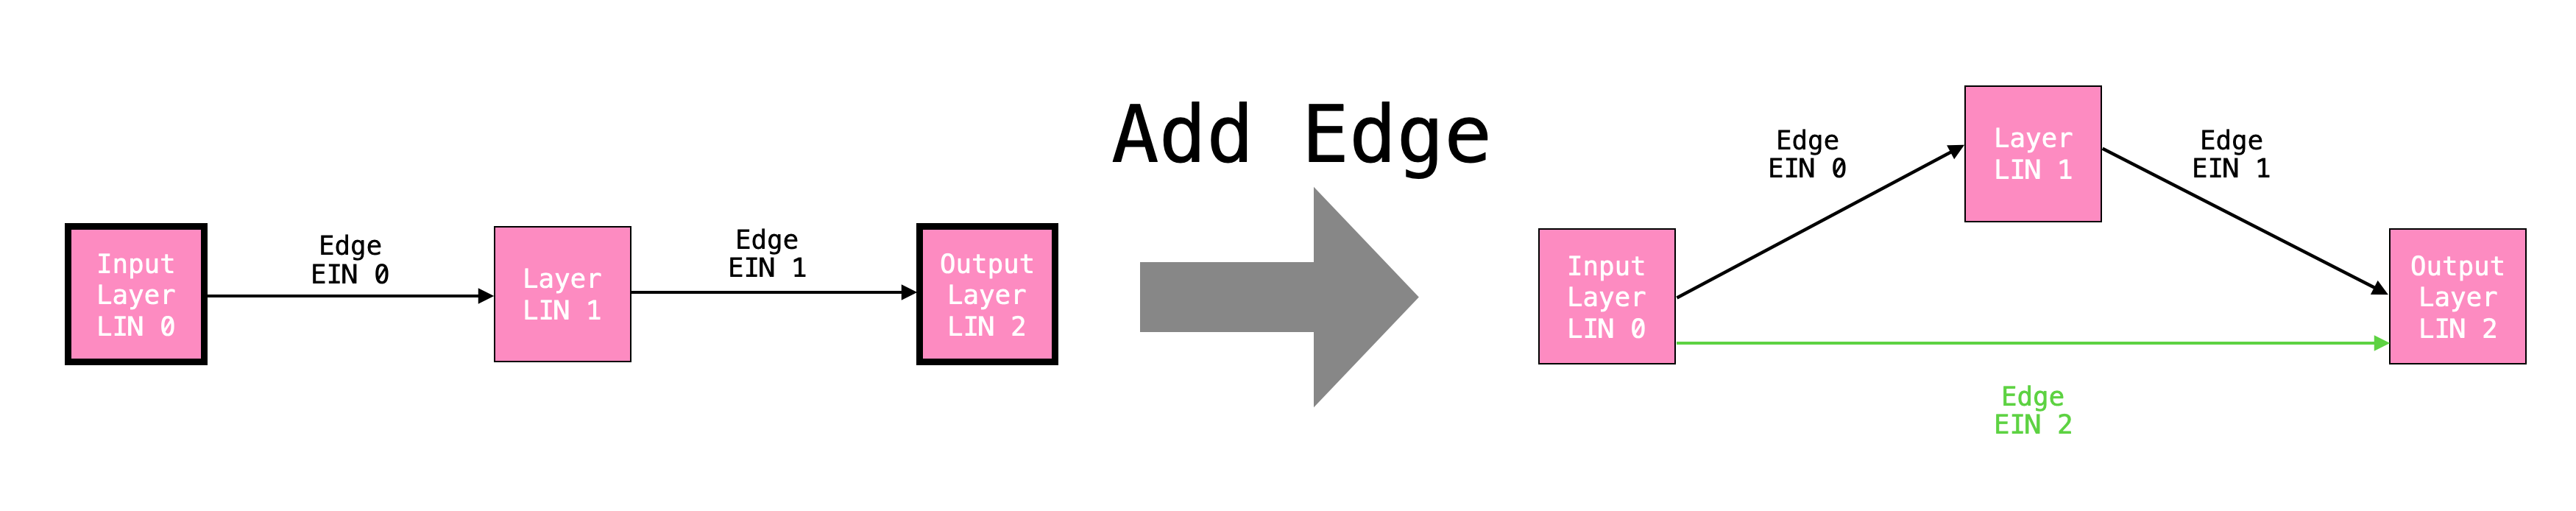 Input
Layer
LIN 0
Edge
EIN 0
Layer
LIN 1
Edge
EIN 1
Output
Layer
LIN 2
Add Edge
Input
Layer
LIN 0
Edge
EIN 0
Layer
LIN 1
Edge
EIN 1
Output
Layer
LIN 2
Edge
EIN 2